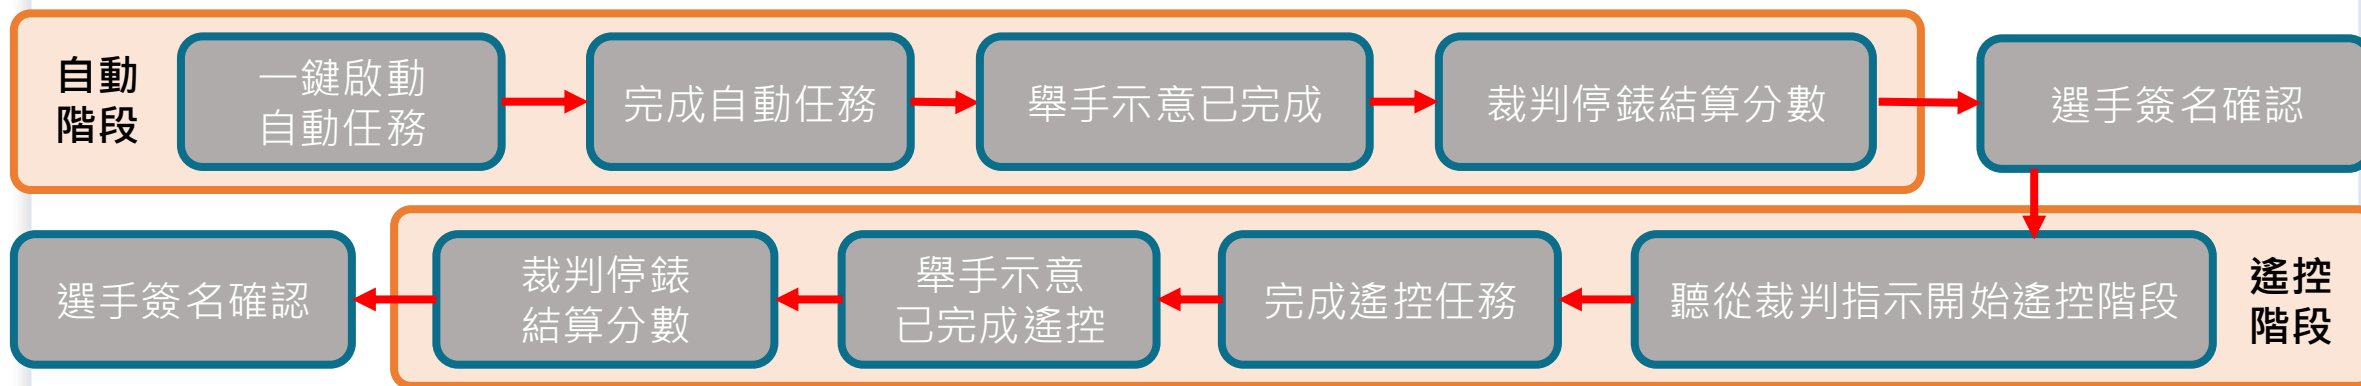 自動
階段
一鍵啟動
自動任務
完成自動任務
舉手示意已完成
裁判停錶結算分數
選手簽名確認
聽從裁判指示開始遙控階段
遙控
階段
完成遙控任務
舉手示意
已完成遙控
裁判停錶
結算分數
選手簽名確認